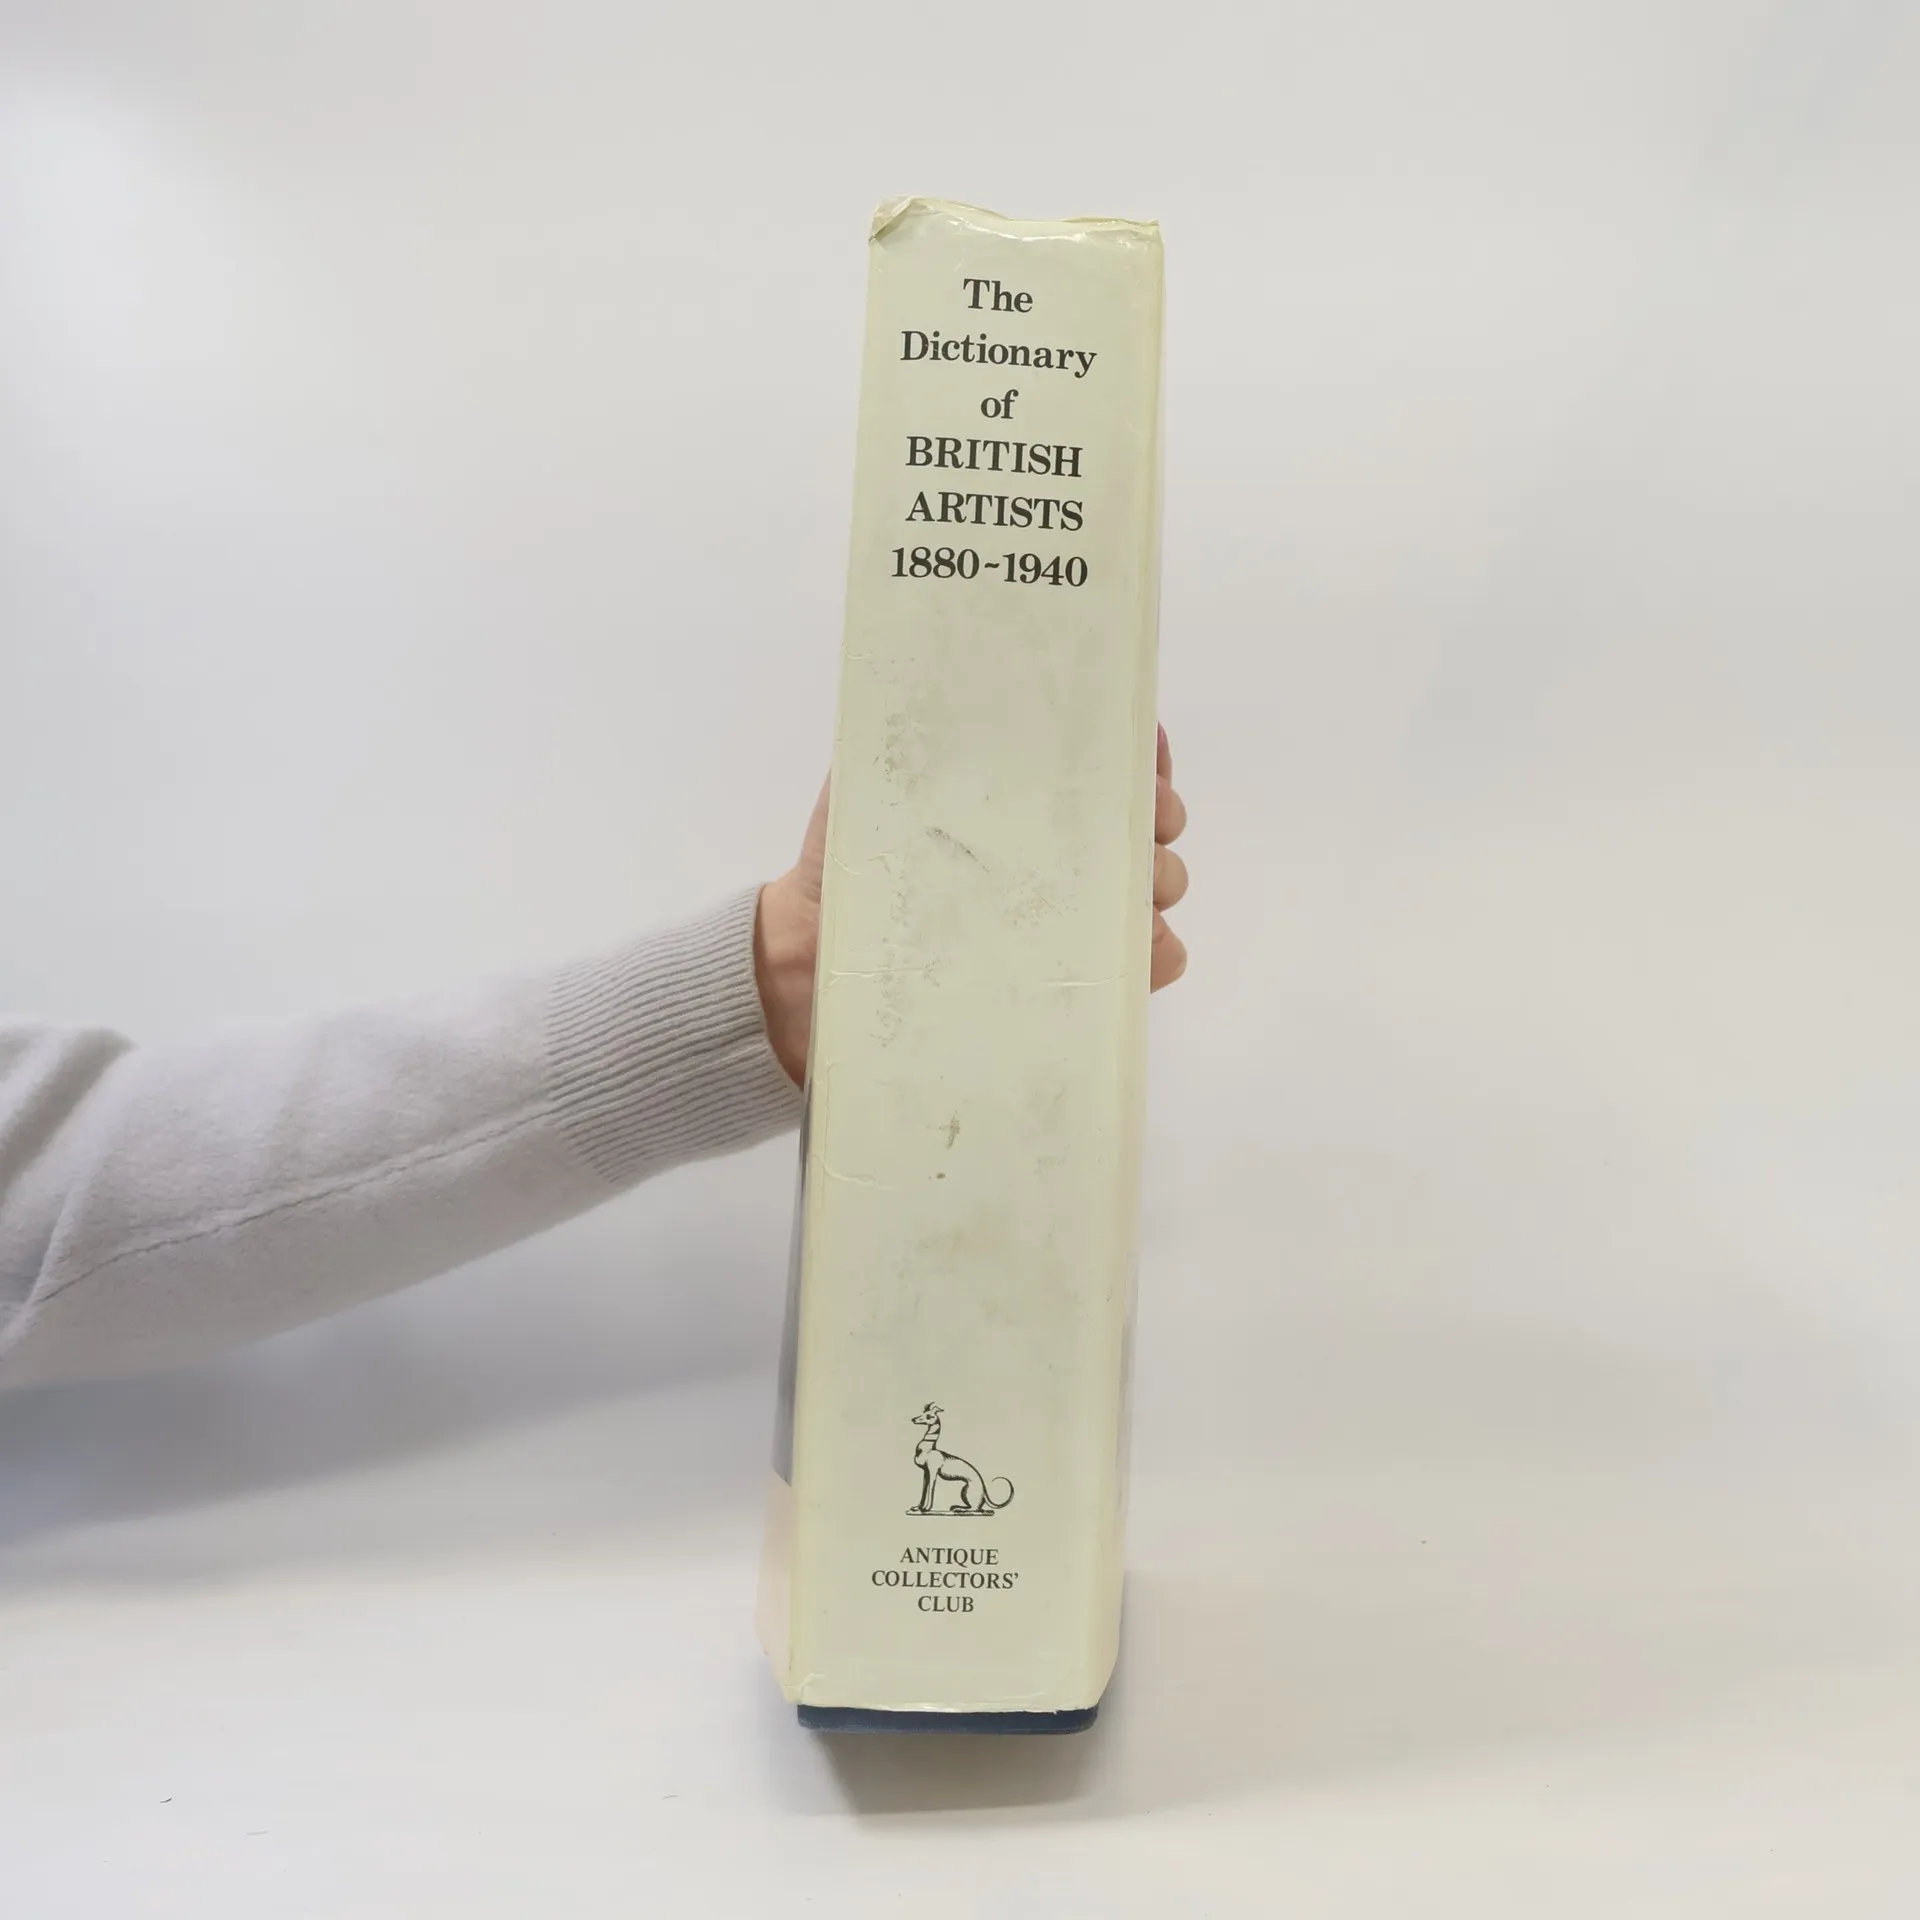 The
Dictionary
of
BRITISH
ARTISTS
1880~1940
ANTIQUE
COLLECTORS'
CLUB